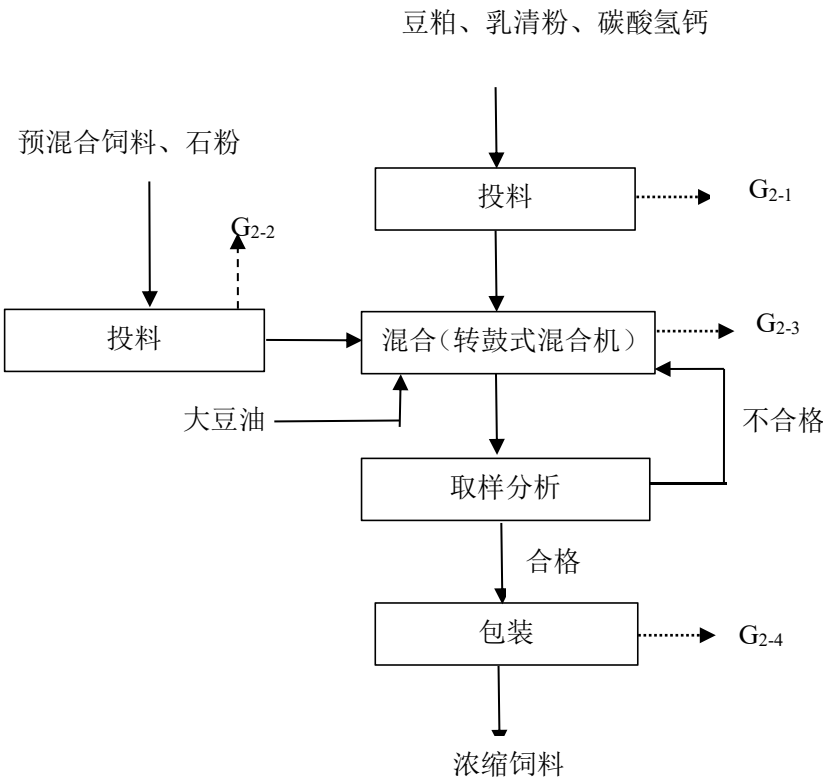 豆粕、乳清粉、碳酸氢钙
预混合饲料、石粉
投料
G2-1
G2-2
投料
混合（转鼓式混合机）
G2-3
大豆油
不合格
取样分析
合格
包装
G2-4
浓缩饲料